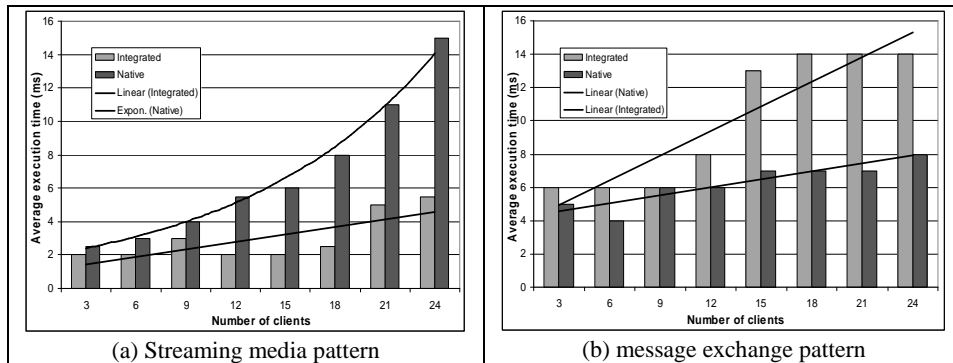 16
14
12
10
8
6
4
2
0
Average execution time (ms)
Integrated
Native
Linear (Integrated)
Expon. (Native)
3 6 9 12 15 18 21 24
Number of clients
(a) Streaming media pattern
16
14
12
10
8
6
4
2
0
Average execution time (ms)
Integrated
Native
Linear (Native)
Linear (Integrated)
3 6 9 12 15 18 21 24
Number of clients
(b) message exchange pattern